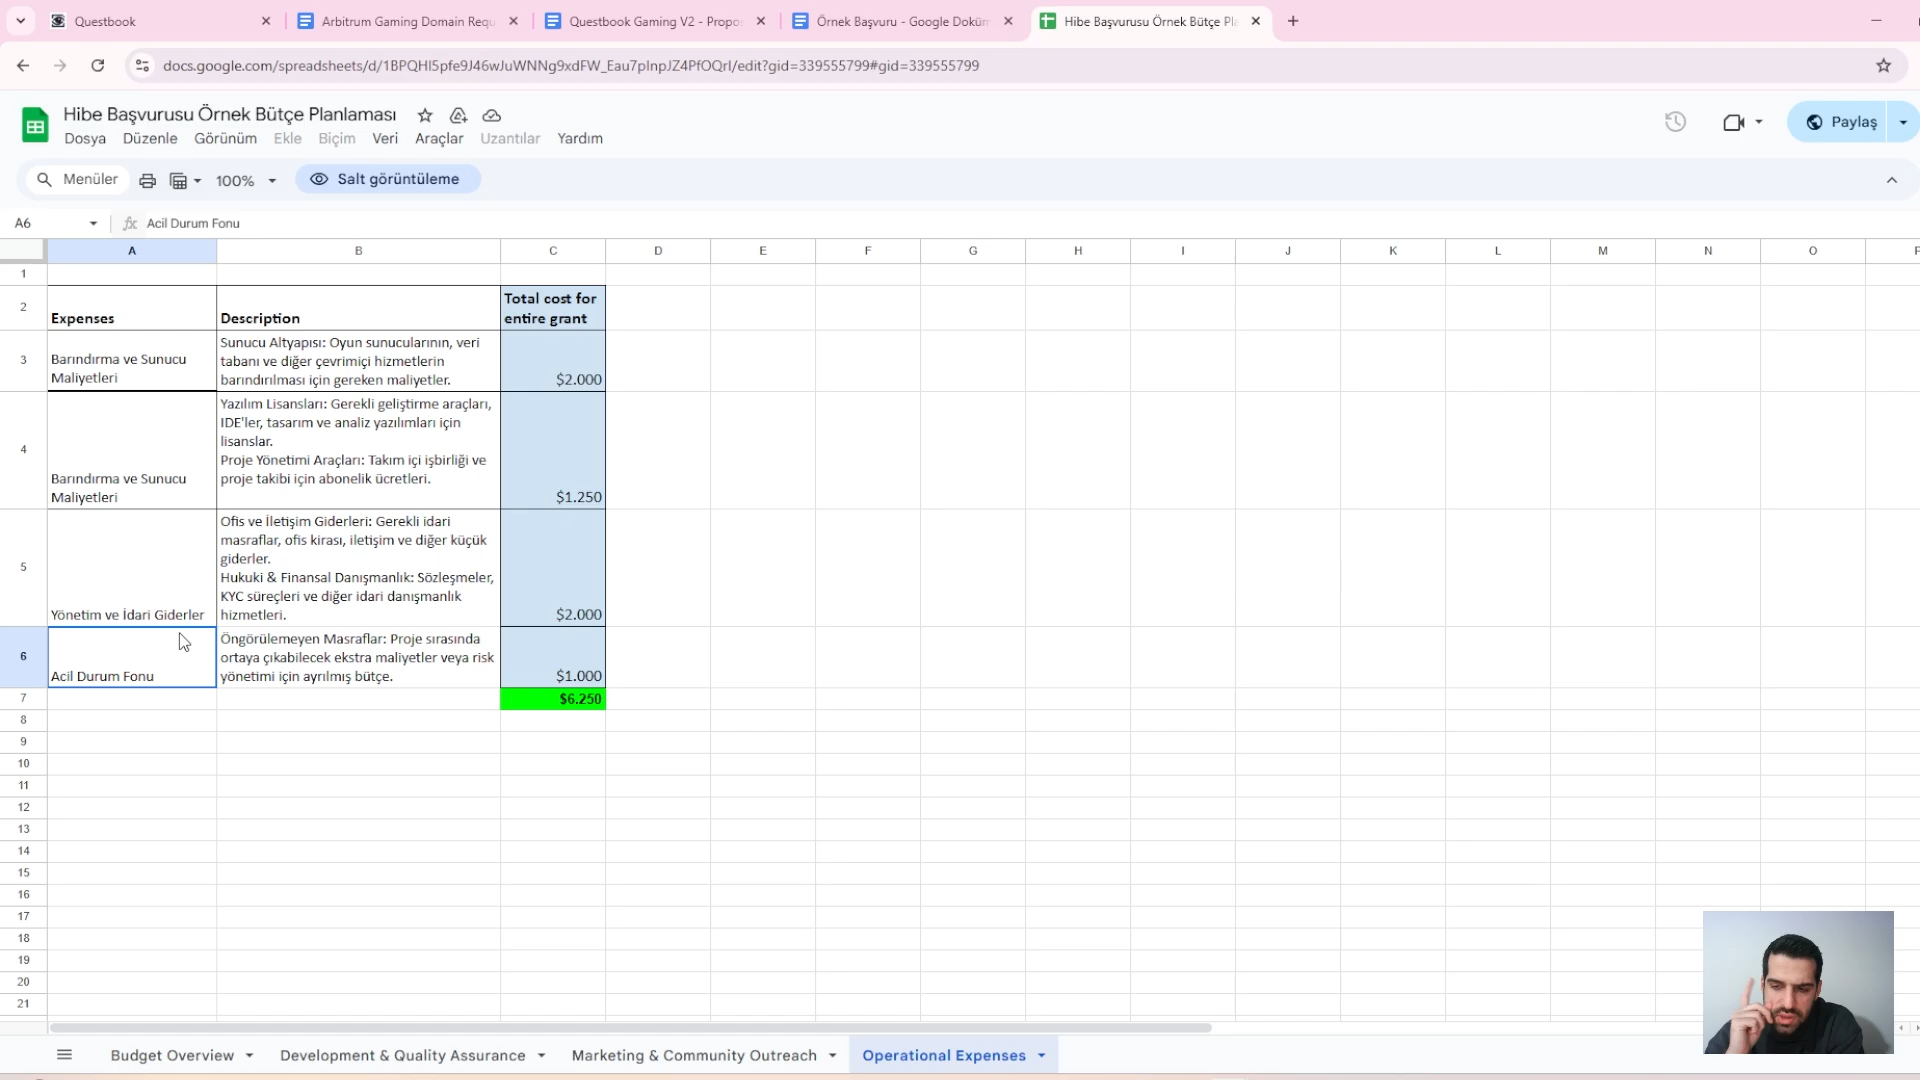 Questbook
Arbitrum Gaming Domain Requ
Questbook Gaming V2 - Propos
Örnek Başvuru - Google Doküm
Hibe Başvurusu Örnek Bütçe Pla
docs.google.com/spreadsheets/d/1BPQHI5pfe9J46wJuWNNg9xdFW_Eau7pInpJZ4PfOQrI/edit?gid=339555799#gid=339555799
Hibe Başvurusu Örnek Bütçe Planlaması
Dosya Düzenle Görünüm Ekle Biçim Veri Araçlar Uzantılar Yardım
Paylaş
Menüler
100%
Salt görüntüleme
A6
fx Acil Durum Fonu
A B C D E F G H I J K L M N O P
1
2
Expenses
Description
Total cost for
entire grant
3
Barındırma ve Sunucu
Maliyetleri
Sunucu Altyapısı: Oyun sunucularının, veri
tabanı ve diğer çevrimiçi hizmetlerin
barındırılması için gereken maliyetler.
$2.000
4
Barındırma ve Sunucu
Maliyetleri
Yazılım Lisansları: Gerekli geliştirme araçları,
IDE'ler, tasarım ve analiz yazılımları için
lisanslar.
Proje Yönetimi Araçları: Takım içi işbirliği ve
proje takibi için abonelik ücretleri.
$1.250
5
Yönetim ve İdari Giderler
Ofis ve İletişim Giderleri: Gerekli idari
masraflar, ofis kirası, iletişim ve diğer küçük
giderler.
Hukuki & Finansal Danışmanlık: Sözleşmeler,
KYC süreçleri ve diğer idari danışmanlık
hizmetleri.
$2.000
6
Acil Durum Fonu
Öngörülemeyen Masraflar: Proje sırasında
ortaya çıkabilecek ekstra maliyetler veya risk
yönetimi için ayrılmış bütçe.
$1.000
7
$6.250
8
9
10
11
12
13
14
15
16
17
18
19
20
21
Budget Overview
Development & Quality Assurance
Marketing & Community Outreach
Operational Expenses